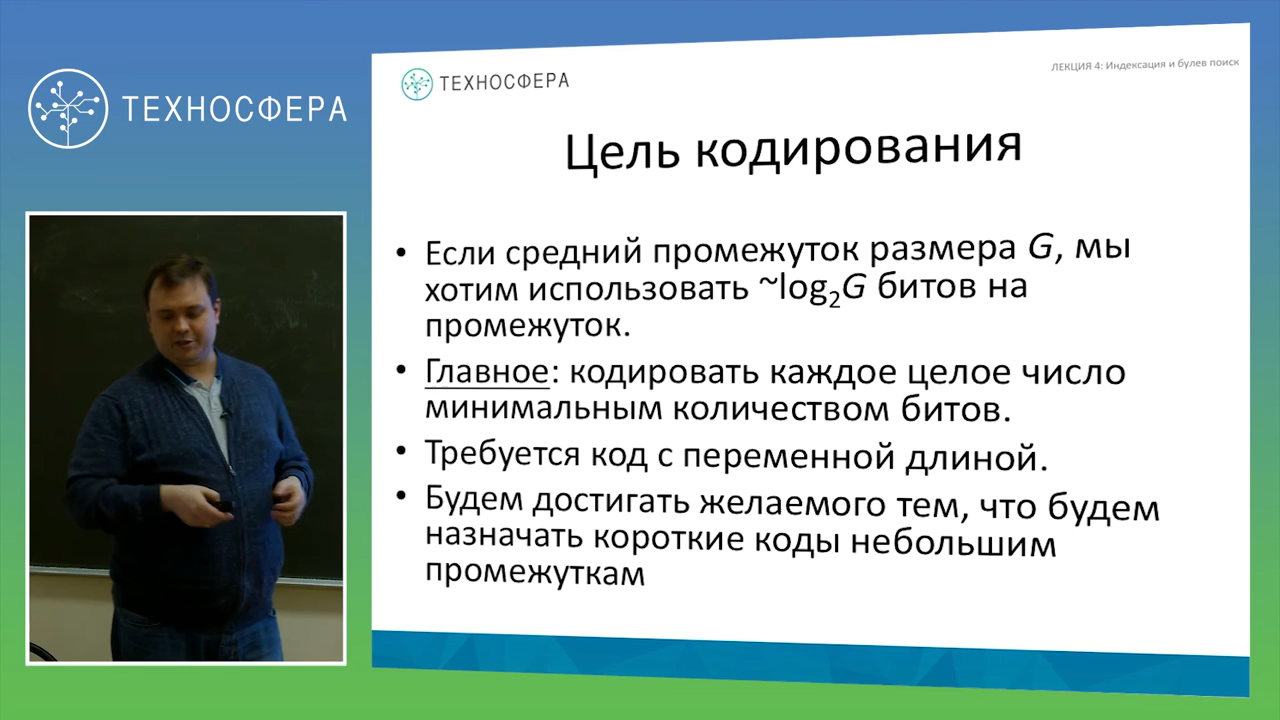 ТЕХНОСФЕРА
ТЕХНОСФЕРА
ЛЕКЦИЯ 4: Индексация и булев поиск
Цель кодирования
• Если средний промежуток размера G, мы
хотим использовать ~log₂G битов на
промежуток.
• Главное: кодировать каждое целое число
минимальным количеством битов.
• Требуется код с переменной длиной.
• Будем достигать желаемого тем, что будем
назначать короткие коды небольшим
промежуткам